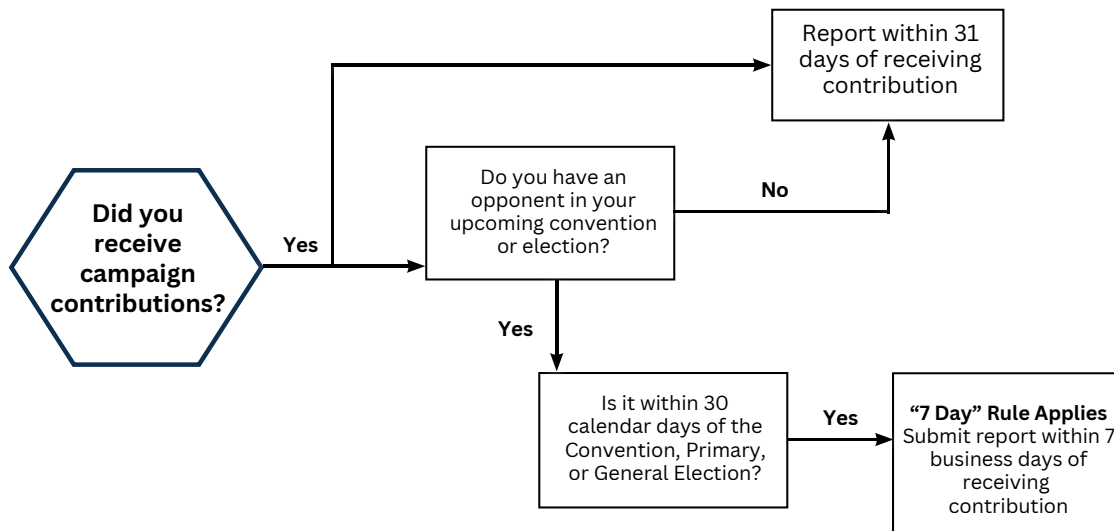 Did you
receive
campaign
contributions?
Yes
Report within 31
days of receiving
contribution
Do you have an
opponent in your
upcoming convention
or election?
No
Yes
Is it within 30
calendar days of the
Convention, Primary,
or General Election?
Yes
“7 Day” Rule Applies
Submit report within 7
business days of
receiving
contribution